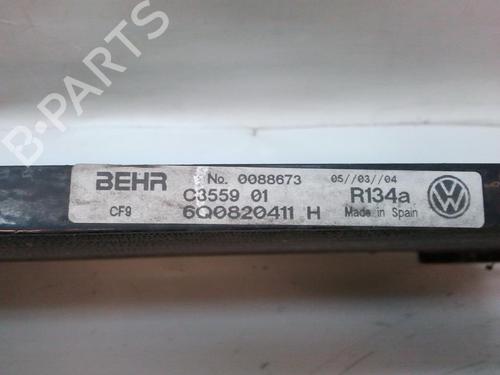 B-PARTS
BEHR No. 0088673 05//03//04
C3559 01 R134a
CF9 6Q0820411 H Made in Spain